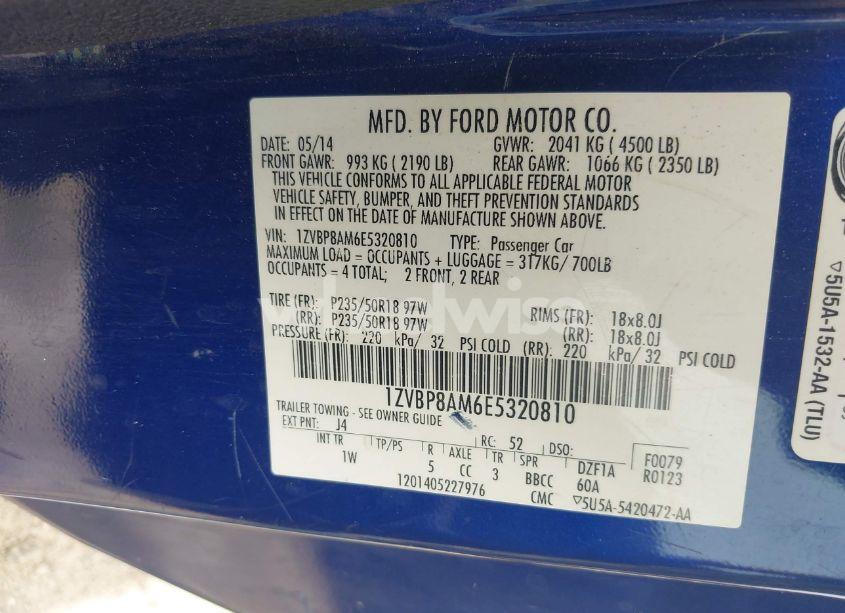 MFD. BY FORD MOTOR CO.
DATE: 05/14 GVWR: 2041 KG ( 4500 LB)
FRONT GAWR: 993 KG ( 2190 LB) REAR GAWR: 1066 KG ( 2350 LB)
THIS VEHICLE CONFORMS TO ALL APPLICABLE FEDERAL MOTOR
VEHICLE SAFETY, BUMPER, AND THEFT PREVENTION STANDARDS
IN EFFECT ON THE DATE OF MANUFACTURE SHOWN ABOVE.
VIN: 1ZVBP8AM6E5320810 TYPE: Passenger Car
MAXIMUM LOAD = OCCUPANTS + LUGGAGE = 317KG/ 700LB
OCCUPANTS = 4 TOTAL; 2 FRONT, 2 REAR
TIRE (FR): P235/50R18 97W RIMS (FR): 18x8.0J
(RR): P235/50R18 97W (RR): 18x8.0J
PRESSURE (FR): 220 kPa/ 32 PSI COLD (RR): 220 kPa/ 32 PSI COLD
1ZVBP8AM6E5320810
TRAILER TOWING - SEE OWNER GUIDE
EXT PNT: J4 RC: 52 DSO: F0079
INT TR TP/PS R AXLE TR SPR DZF1A R0123
1W 5 CC 3 BBCC 60A
1201405227976 CMC ▽5U5A-5420472-AA
▽5U5A-1532-AA (TLU)